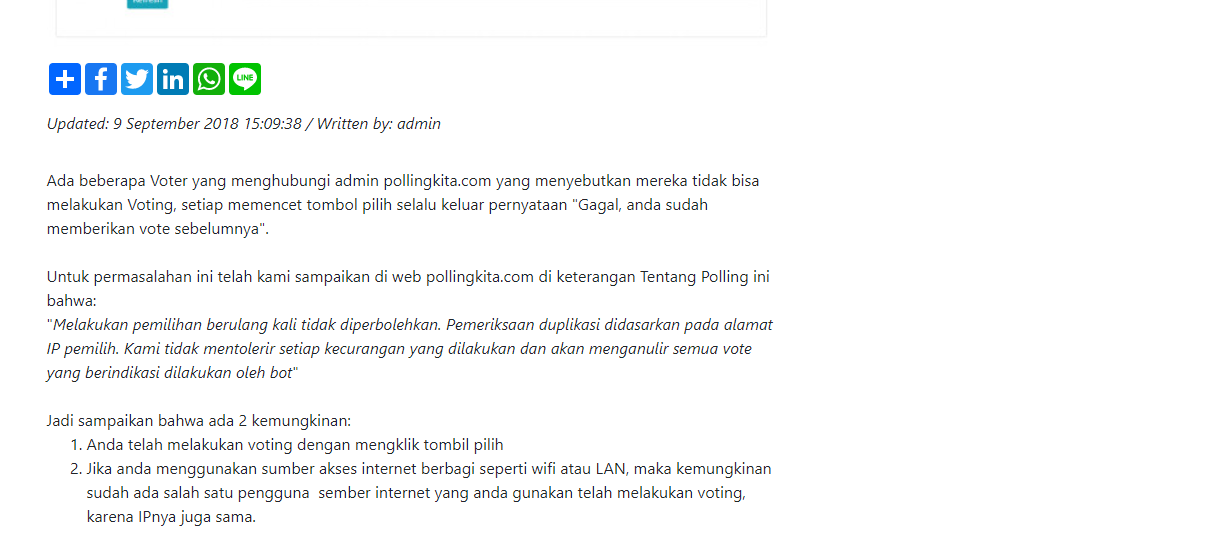 LINE
Updated: 9 September 2018 15:09:38 / Written by: admin
Ada beberapa Voter yang menghubungi admin pollingkita.com yang menyebutkan mereka tidak bisa
melakukan Voting, setiap memencet tombol pilih selalu keluar pernyataan "Gagal, anda sudah
memberikan vote sebelumnya".
Untuk permasalahan ini telah kami sampaikan di web pollingkita.com di keterangan Tentang Polling ini
bahwa:
"Melakukan pemilihan berulang kali tidak diperbolehkan. Pemeriksaan duplikasi didasarkan pada alamat
IP pemilih. Kami tidak mentolerir setiap kecurangan yang dilakukan dan akan menganulir semua vote
yang berindikasi dilakukan oleh bot"
Jadi sampaikan bahwa ada 2 kemungkinan:
1. Anda telah melakukan voting dengan mengklik tombil pilih
2. Jika anda menggunakan sumber akses internet berbagi seperti wifi atau LAN, maka kemungkinan
sudah ada salah satu pengguna  sember internet yang anda gunakan telah melakukan voting,
karena IPnya juga sama.